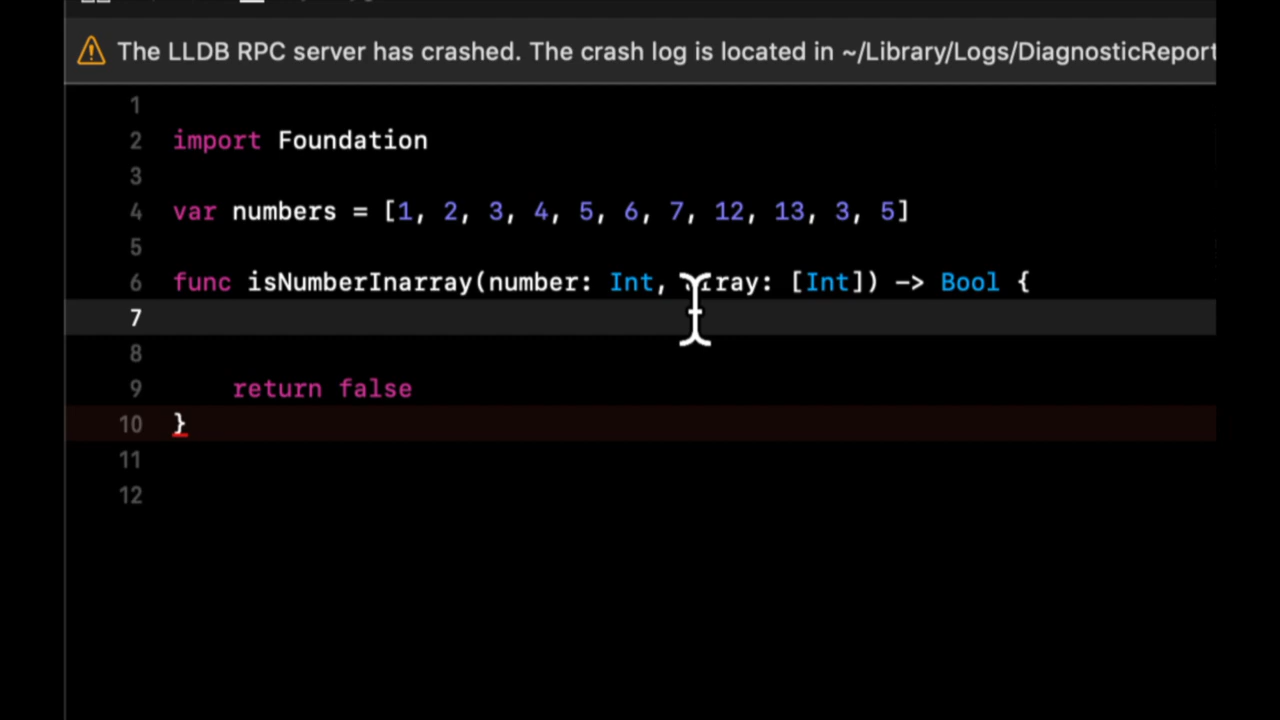 The LLDB RPC server has crashed. The crash log is located in ~/Library/Logs/DiagnosticReport
1
2 import Foundation
3
4 var numbers = [1, 2, 3, 4, 5, 6, 7, 12, 13, 3, 5]
5
6 func isNumberInarray(number: Int, array: [Int]) -> Bool {
7
8
9 return false
10 }
11
12